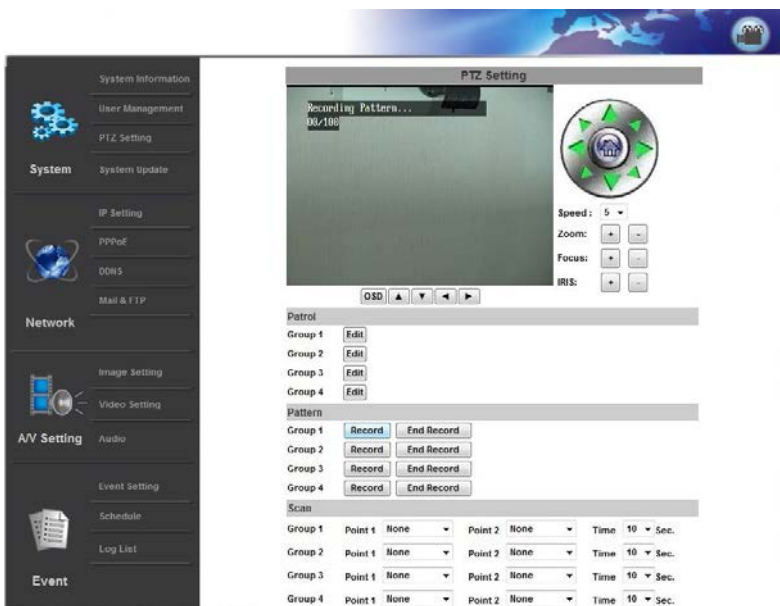 System Information
User Management
PTZ Setting
System
System Update
IP Setting
PPPoE
DDNS
Mail & FTP
Network
Image Setting
Video Setting
A/V Setting
Audio
Event Setting
Schedule
Log List
Event
PTZ Setting
Recording Pattern...
00/100
Speed : 5
Zoom: + -
Focus: + -
IRIS: + -
OSD ▲ ▼ ◄ ►
Patrol
Group 1 Edit
Group 2 Edit
Group 3 Edit
Group 4 Edit
Pattern
Group 1 Record End Record
Group 2 Record End Record
Group 3 Record End Record
Group 4 Record End Record
Scan
Group 1 Point 1 None Point 2 None Time 10 Sec.
Group 2 Point 1 None Point 2 None Time 10 Sec.
Group 3 Point 1 None Point 2 None Time 10 Sec.
Group 4 Point 1 None Point 2 None Time 10 Sec.